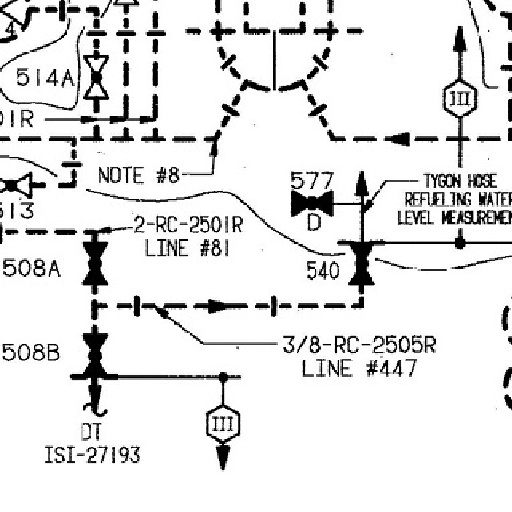 4
514A
01R
III
NOTE #8
577
TYGON HOSE
REFUELING WATER
LEVEL MEASUREMEN
D
513
2-RC-2501R
LINE #81
508A
540
508B
3/8-RC-2505R
LINE #447
III
DT
ISI-27193